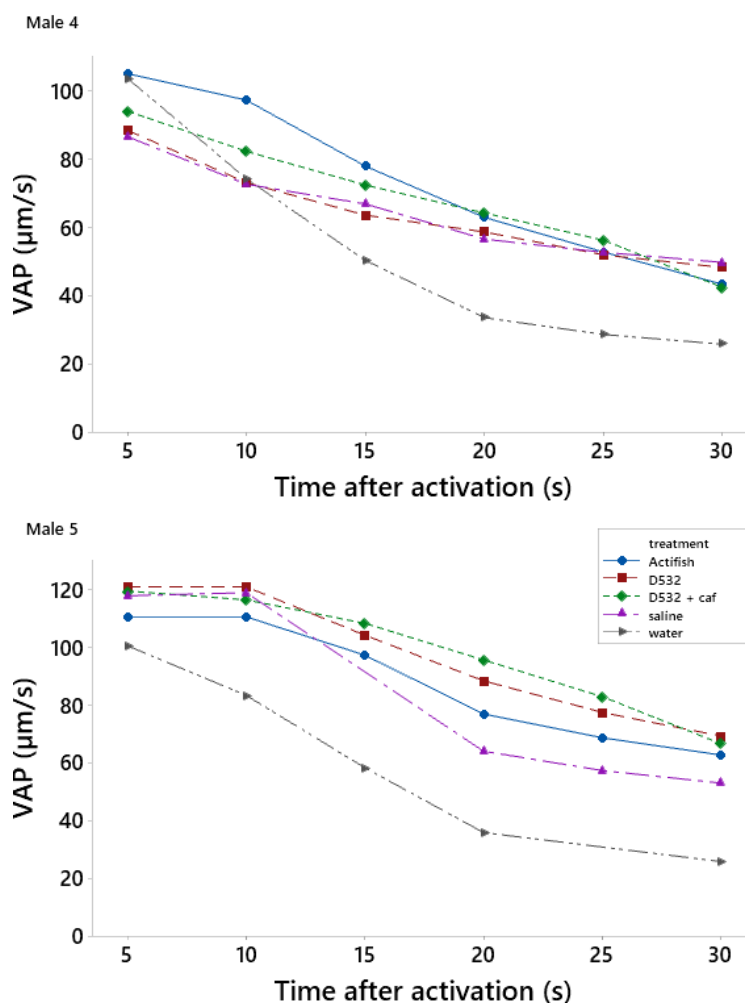 Male 4
100
80
60
40
20
0
VAP (µm/s)
5 10 15 20 25 30
Time after activation (s)
Male 5
treatment
Actifish
D532
D532 + caf
saline
water
120
100
80
60
40
20
0
VAP (µm/s)
5 10 15 20 25 30
Time after activation (s)